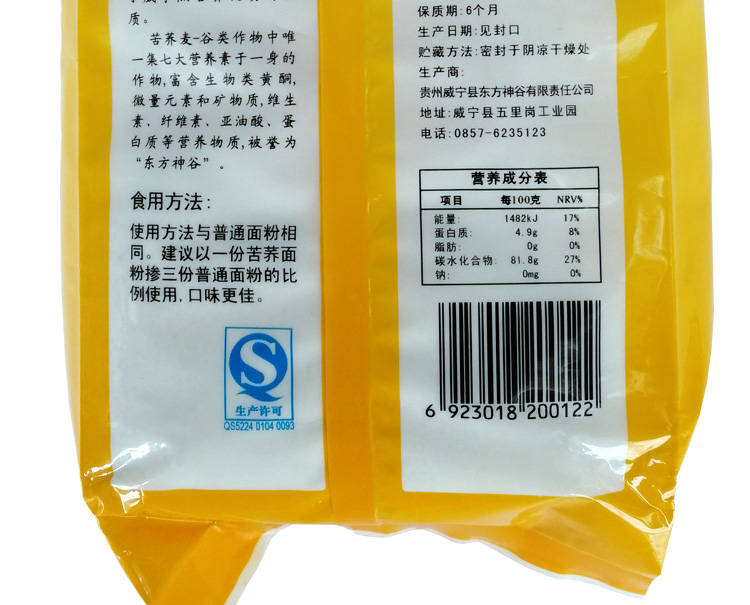 质。
苦荞麦-谷类作物中唯
一集七大营养素于一身的
作物,富含生物类黄酮,
微量元素和矿物质,维生
素、纤维素、亚油酸、蛋
白质等营养物质,被誉为
“东方神谷”。
食用方法:
使用方法与普通面粉相
同。建议以一份苦荞面
粉掺三份普通面粉的比
例使用,口味更佳。
生产许可
QS5224 0104 0093
保质期:6个月
生产日期:见封口
贮藏方法:密封于阴凉干燥处
生产商:
贵州威宁县东方神谷有限责任公司
地址:威宁县五里岗工业园
电话:0857-6235123
营养成分表
项目 每100克 NRV%
能量: 1482kJ 17%
蛋白质: 4.9g 8%
脂肪: 0g 0%
碳水化合物: 81.8g 27%
钠: 0mg 0%
6 923018 200122